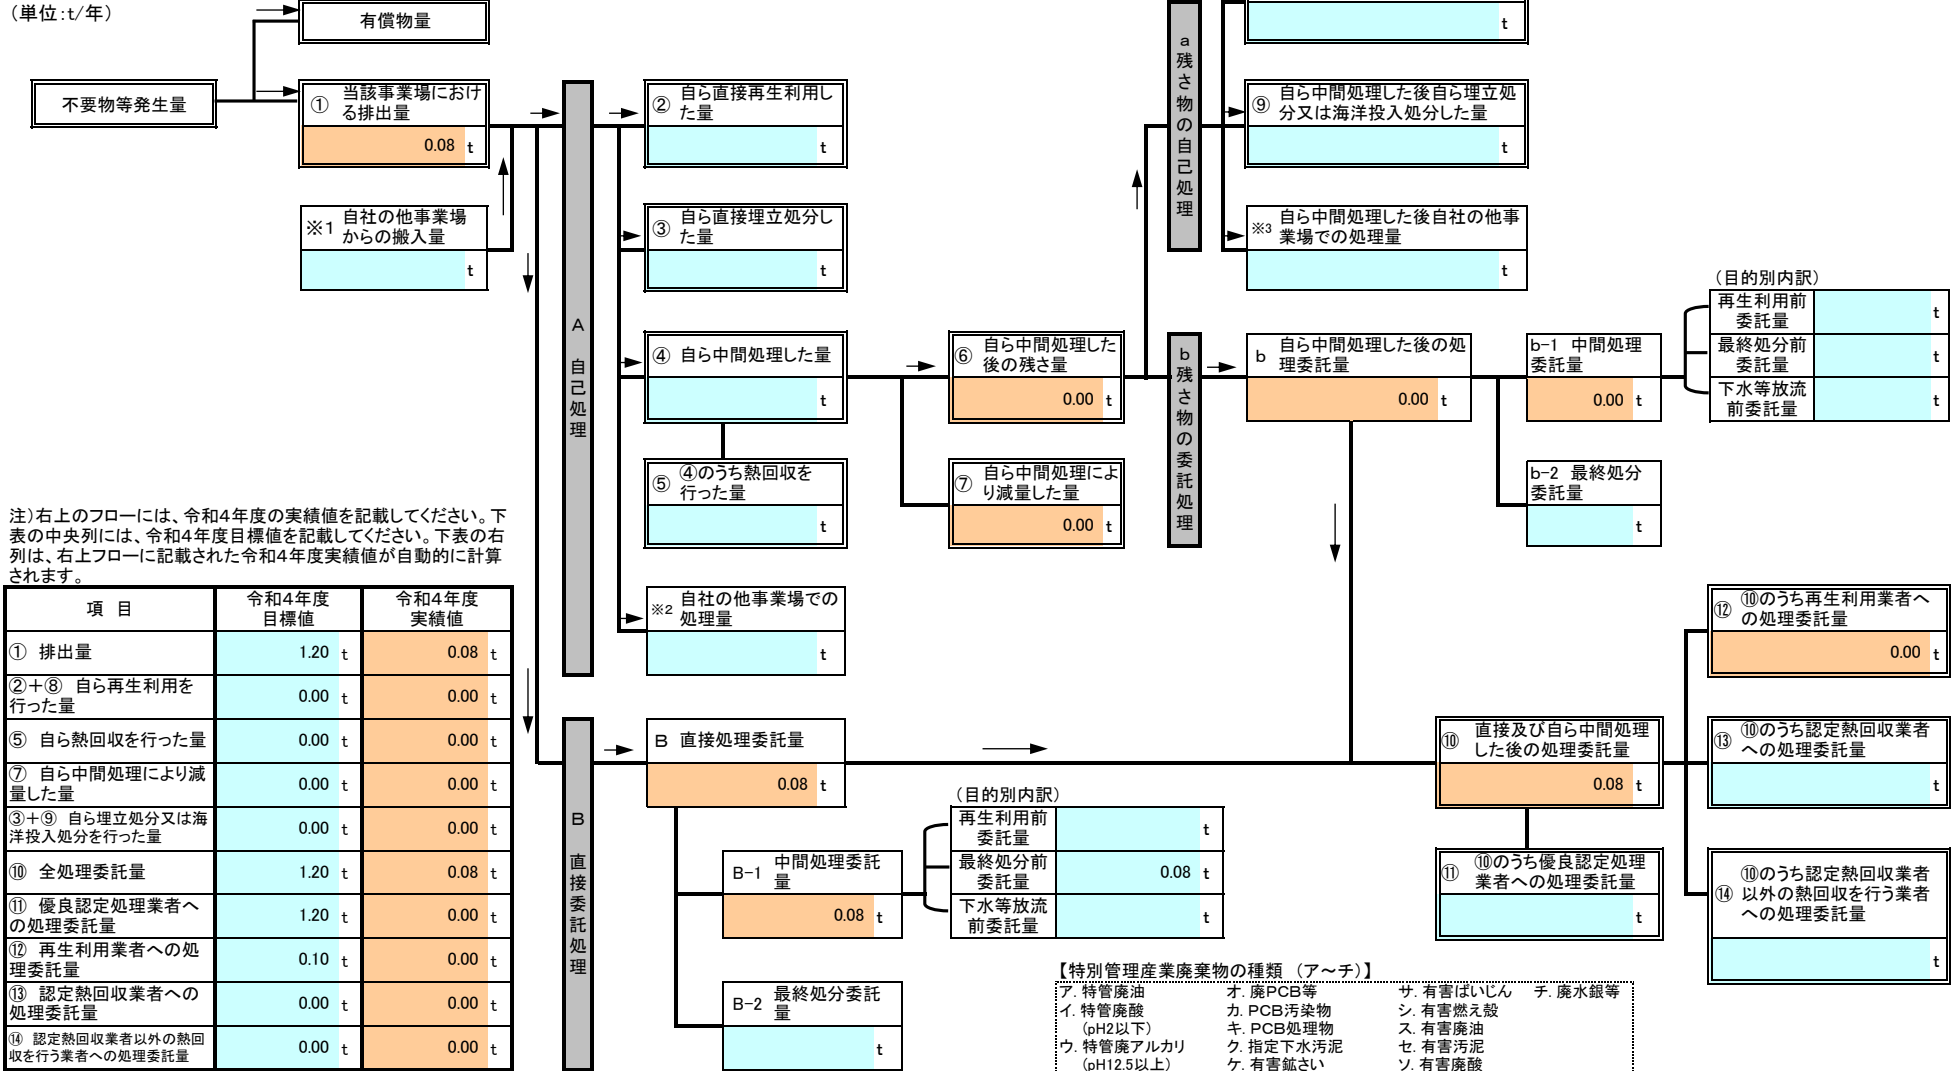 （単位：t/年）
有償物量
不要物等発生量
① 当該事業場におけ
る排出量
0.08 t
※1 自社の他事業場
からの搬入量
t
A 自己処理
② 自ら直接再生利用し
た量
t
③ 自ら直接埋立処分し
た量
t
④ 自ら中間処理した量
t
⑤ ④のうち熱回収を
行った量
t
※2 自社の他事業場での
処理量
t
⑥ 自ら中間処理した
後の残さ量
0.00 t
⑦ 自ら中間処理によ
り減量した量
0.00 t
a 残さ物の自己処理
t
⑨ 自ら中間処理した後自ら埋立処
分又は海洋投入処分した量
t
※3 自ら中間処理した後自社の他事
業場での処理量
t
b 残さ物の委託処理
b 自ら中間処理した後の処
理委託量
0.00 t
b-1 中間処理
委託量
0.00 t
b-2 最終処分
委託量
t
（目的別内訳）
再生利用前
委託量
t
最終処分前
委託量
t
下水等放流
前委託量
t
注）右上のフローには、令和4年度の実績値を記載してください。下
表の中央列には、令和4年度目標値を記載してください。下表の右
列は、右上フローに記載された令和4年度実績値が自動的に計算
されます。
項 目 令和4年度 令和4年度
目標値 実績値
① 排出量 1.20 t 0.08 t
②＋⑧ 自ら再生利用を
行った量 0.00 t 0.00 t
⑤ 自ら熱回収を行った量 0.00 t 0.00 t
⑦ 自ら中間処理により減
量した量 0.00 t 0.00 t
③＋⑨ 自ら埋立処分又は海
洋投入処分を行った量 0.00 t 0.00 t
⑩ 全処理委託量 1.20 t 0.08 t
⑪ 優良認定処理業者へ
の処理委託量 1.20 t 0.00 t
⑫ 再生利用業者への処
理委託量 0.10 t 0.00 t
⑬ 認定熱回収業者への
処理委託量 0.00 t 0.00 t
⑭ 認定熱回収業者以外の熱回
収を行う業者への処理委託量 0.00 t 0.00 t
B 直接委託処理
B 直接処理委託量
0.08 t
B-1 中間処理委託
量
0.08 t
B-2 最終処分委託
量
t
（目的別内訳）
再生利用前
委託量
t
最終処分前
委託量
0.08 t
下水等放流
前委託量
t
⑩ 直接及び自ら中間処理
した後の処理委託量
0.08 t
⑪ ⑩のうち優良認定処理
業者への処理委託量
t
⑫ ⑩のうち再生利用業者へ
の処理委託量
0.00 t
⑬ ⑩のうち認定熱回収業者
への処理委託量
t
⑭ ⑩のうち認定熱回収業者
以外の熱回収を行う業者
への処理委託量
t
【特別管理産業廃棄物の種類 （ア～チ）】
ア. 特管廃油 オ. 廃PCB等 サ. 有害ばいじん チ. 廃水銀等
イ. 特管廃酸 カ. PCB汚染物 シ. 有害燃え殻
（pH2以下） キ. PCB処理物 ス. 有害廃油
ウ. 特管廃アルカリ ク. 指定下水汚泥 セ. 有害汚泥
（pH12.5以上） ケ. 有害鉱さい ソ. 有害廃酸